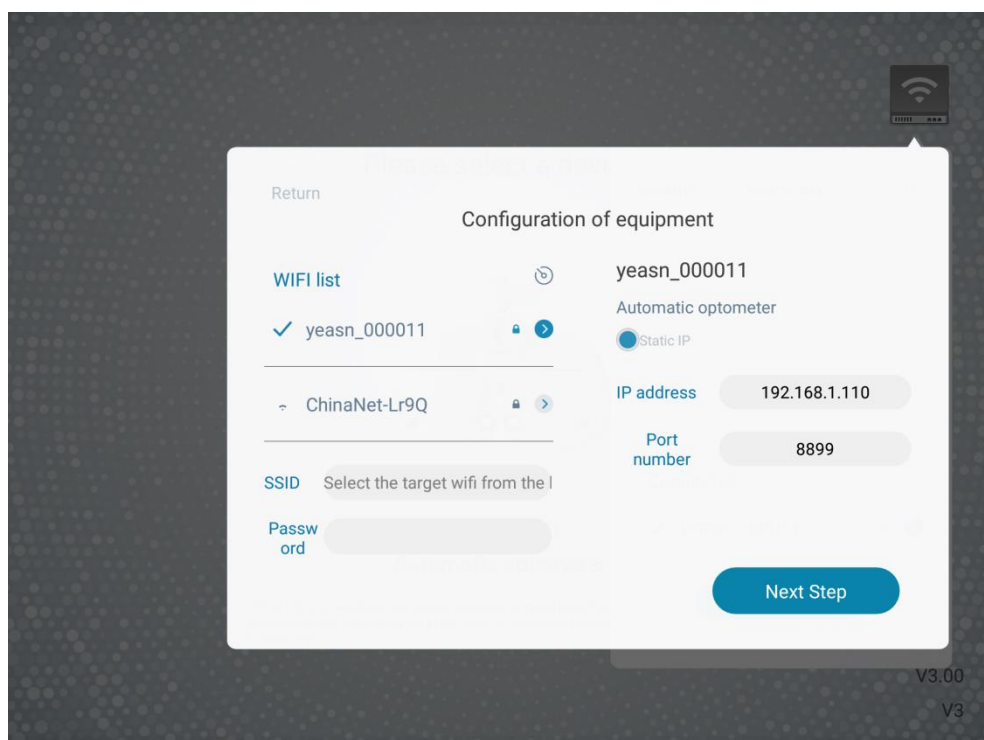 Return
Configuration of equipment
WIFI list
yeasn_000011
ChinaNet-Lr9Q
SSID Select the target wifi from the l
Passw
ord
yeasn_000011
Automatic optometer
Static IP
IP address 192.168.1.110
Port
number
8899
Next Step
V3.00
V3